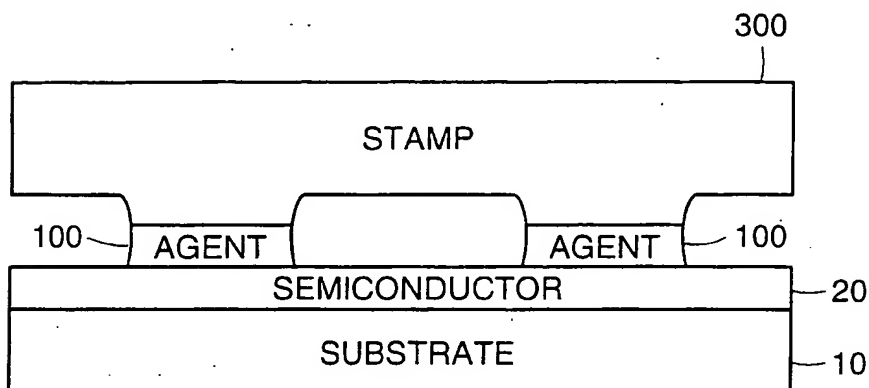 300
STAMP
100 AGENT AGENT 100
SEMICONDUCTOR 20
SUBSTRATE 10